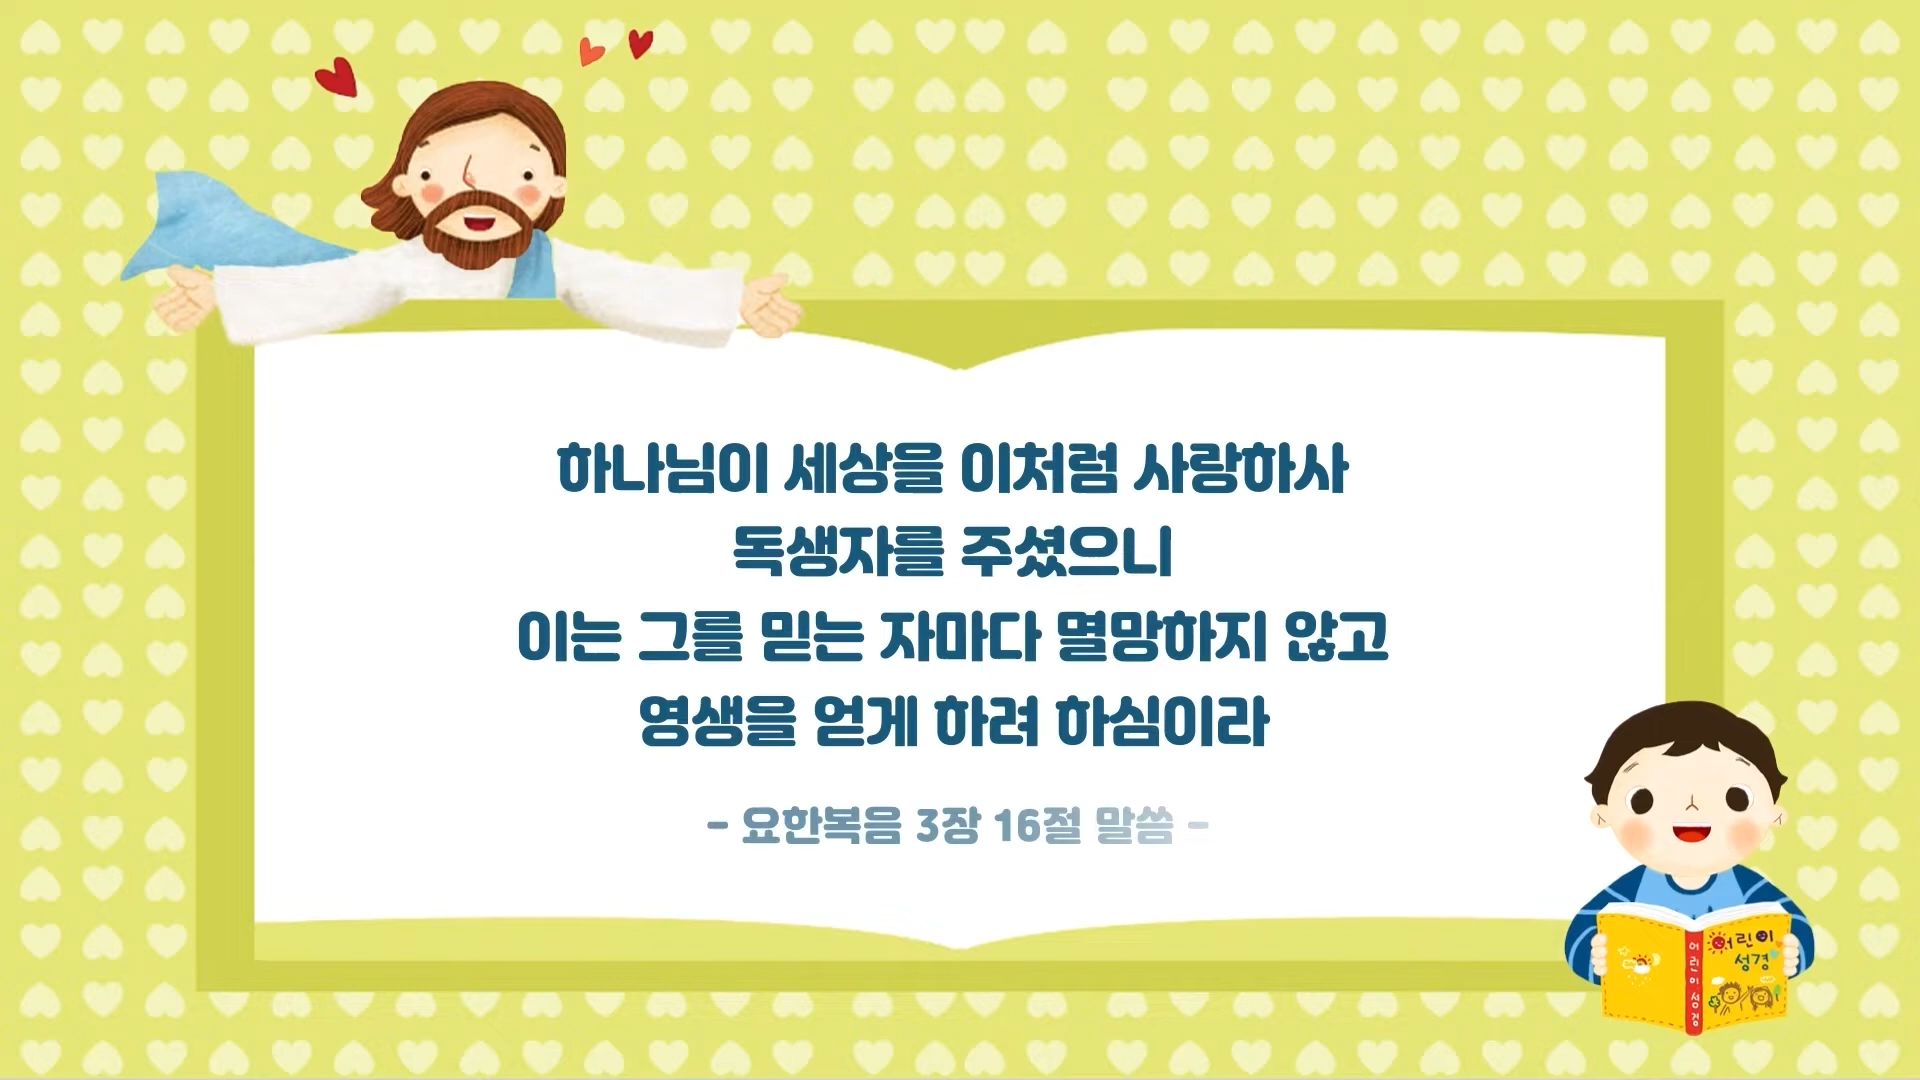 하나님이 세상을 이처럼 사랑하사
독생자를 주셨으니
이는 그를 믿는 자마다 멸망하지 않고
영생을 얻게 하려 하심이라
- 요한복음 3장 16절 말씀 -
어린이성경
어린이
성경